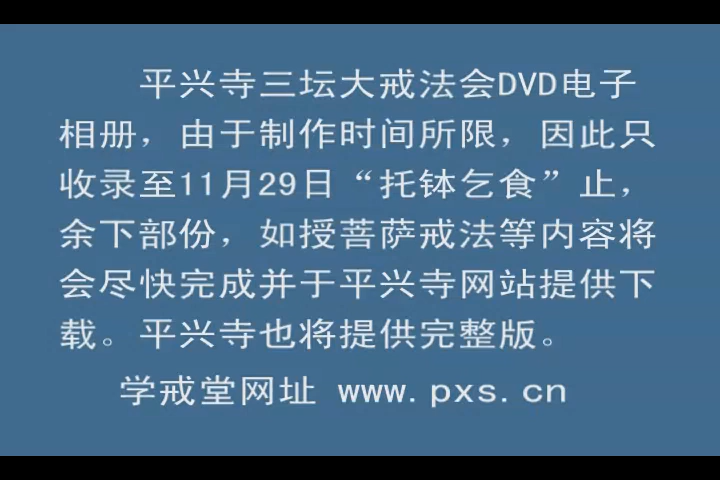 平兴寺三坛大戒法会DVD电子
相册，由于制作时间所限，因此只
收录至11月29日“托钵乞食”止，
余下部份，如授菩萨戒法等内容将
会尽快完成并于平兴寺网站提供下
载。平兴寺也将提供完整版。
学戒堂网址 www.pxs.cn